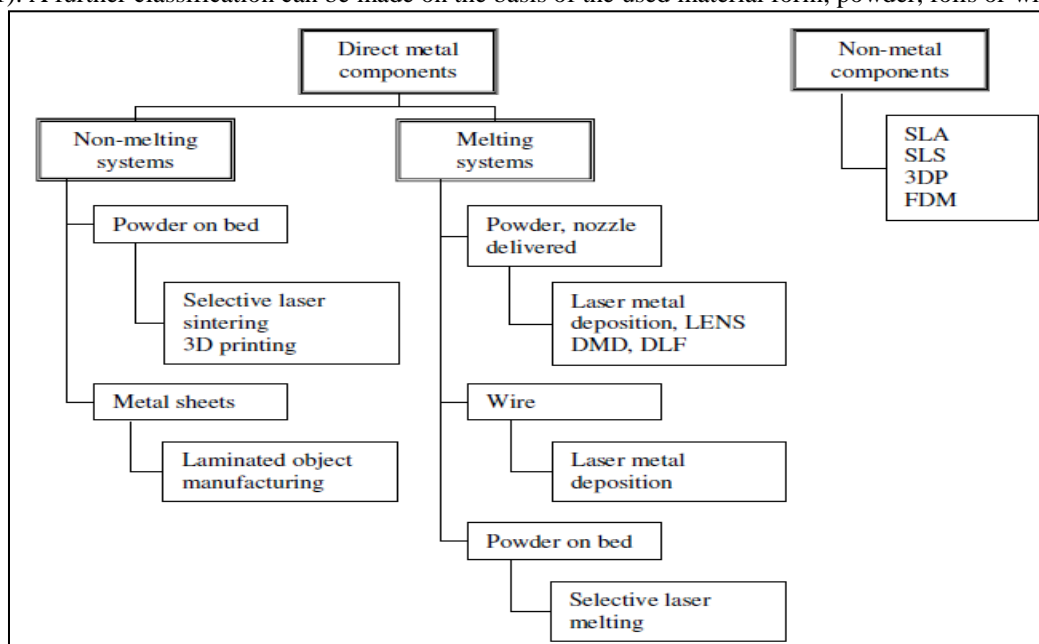 ). A further classification can be made on the basis of the used material form, powder, foils or wi
Direct metal
components
Non-metal
components
Non-melting
systems
Melting
systems
SLA
SLS
3DP
FDM
Powder on bed
Selective laser
sintering
3D printing
Metal sheets
Laminated object
manufacturing
Powder, nozzle
delivered
Laser metal
deposition, LENS
DMD, DLF
Wire
Laser metal
deposition
Powder on bed
Selective laser
melting